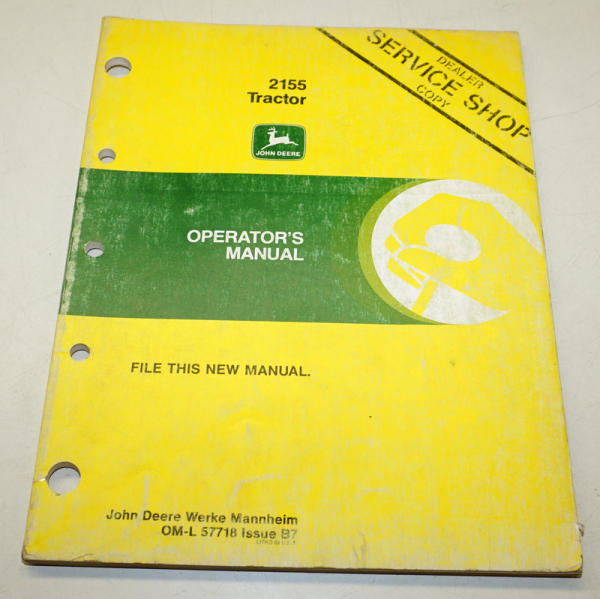 DEALER
SERVICE SHOP
COPY
2155
Tractor
JOHN DEERE
OPERATOR'S
MANUAL
FILE THIS NEW MANUAL.
John Deere Werke Mannheim
OM-L 57718 Issue B7